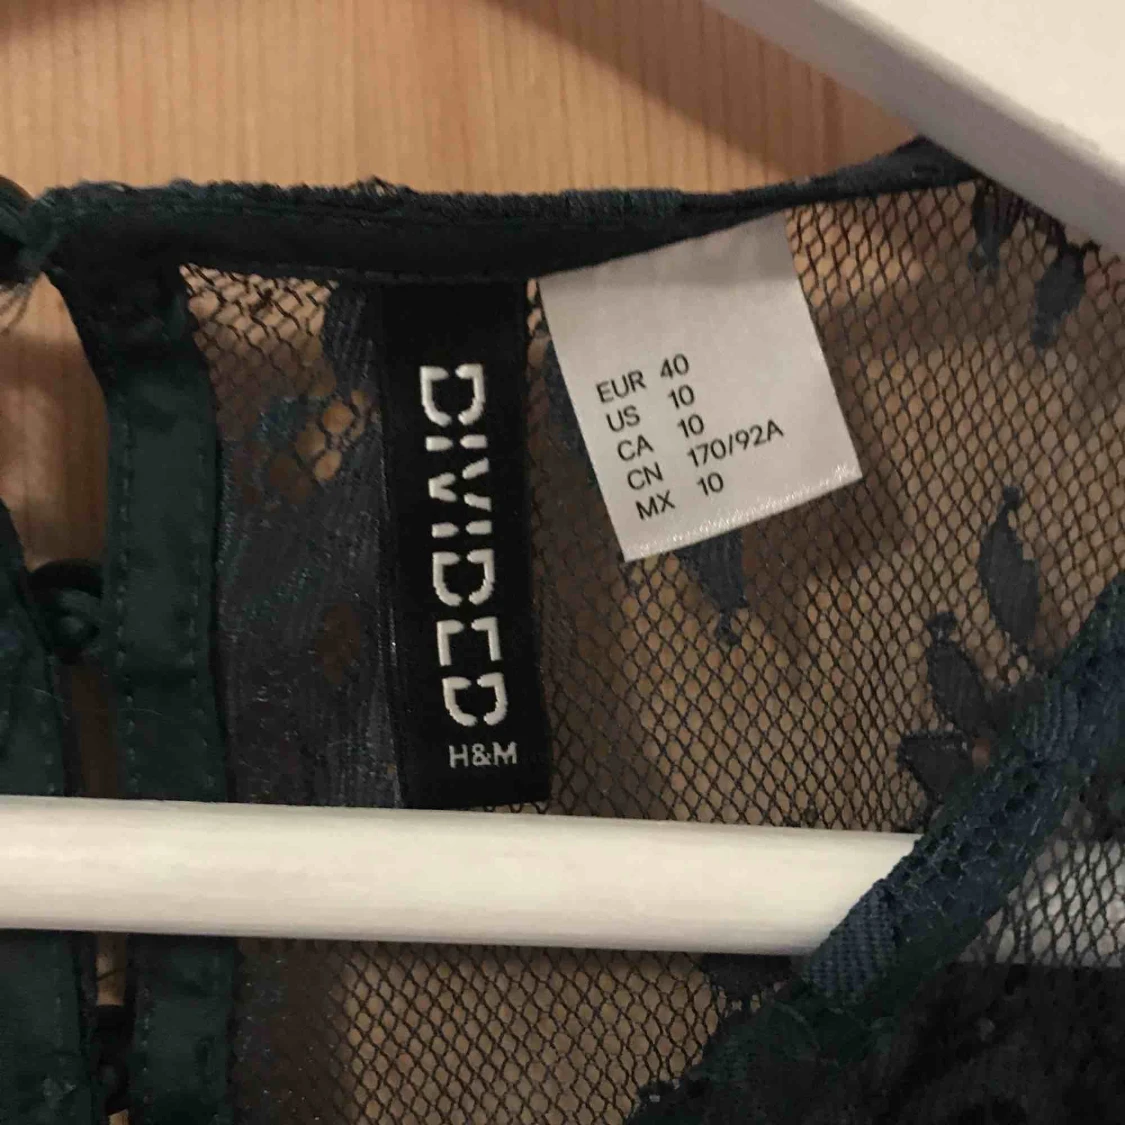 DIVIDED
H&M
EUR 40
US 10
CA 10
CN 170/92A
MX 10